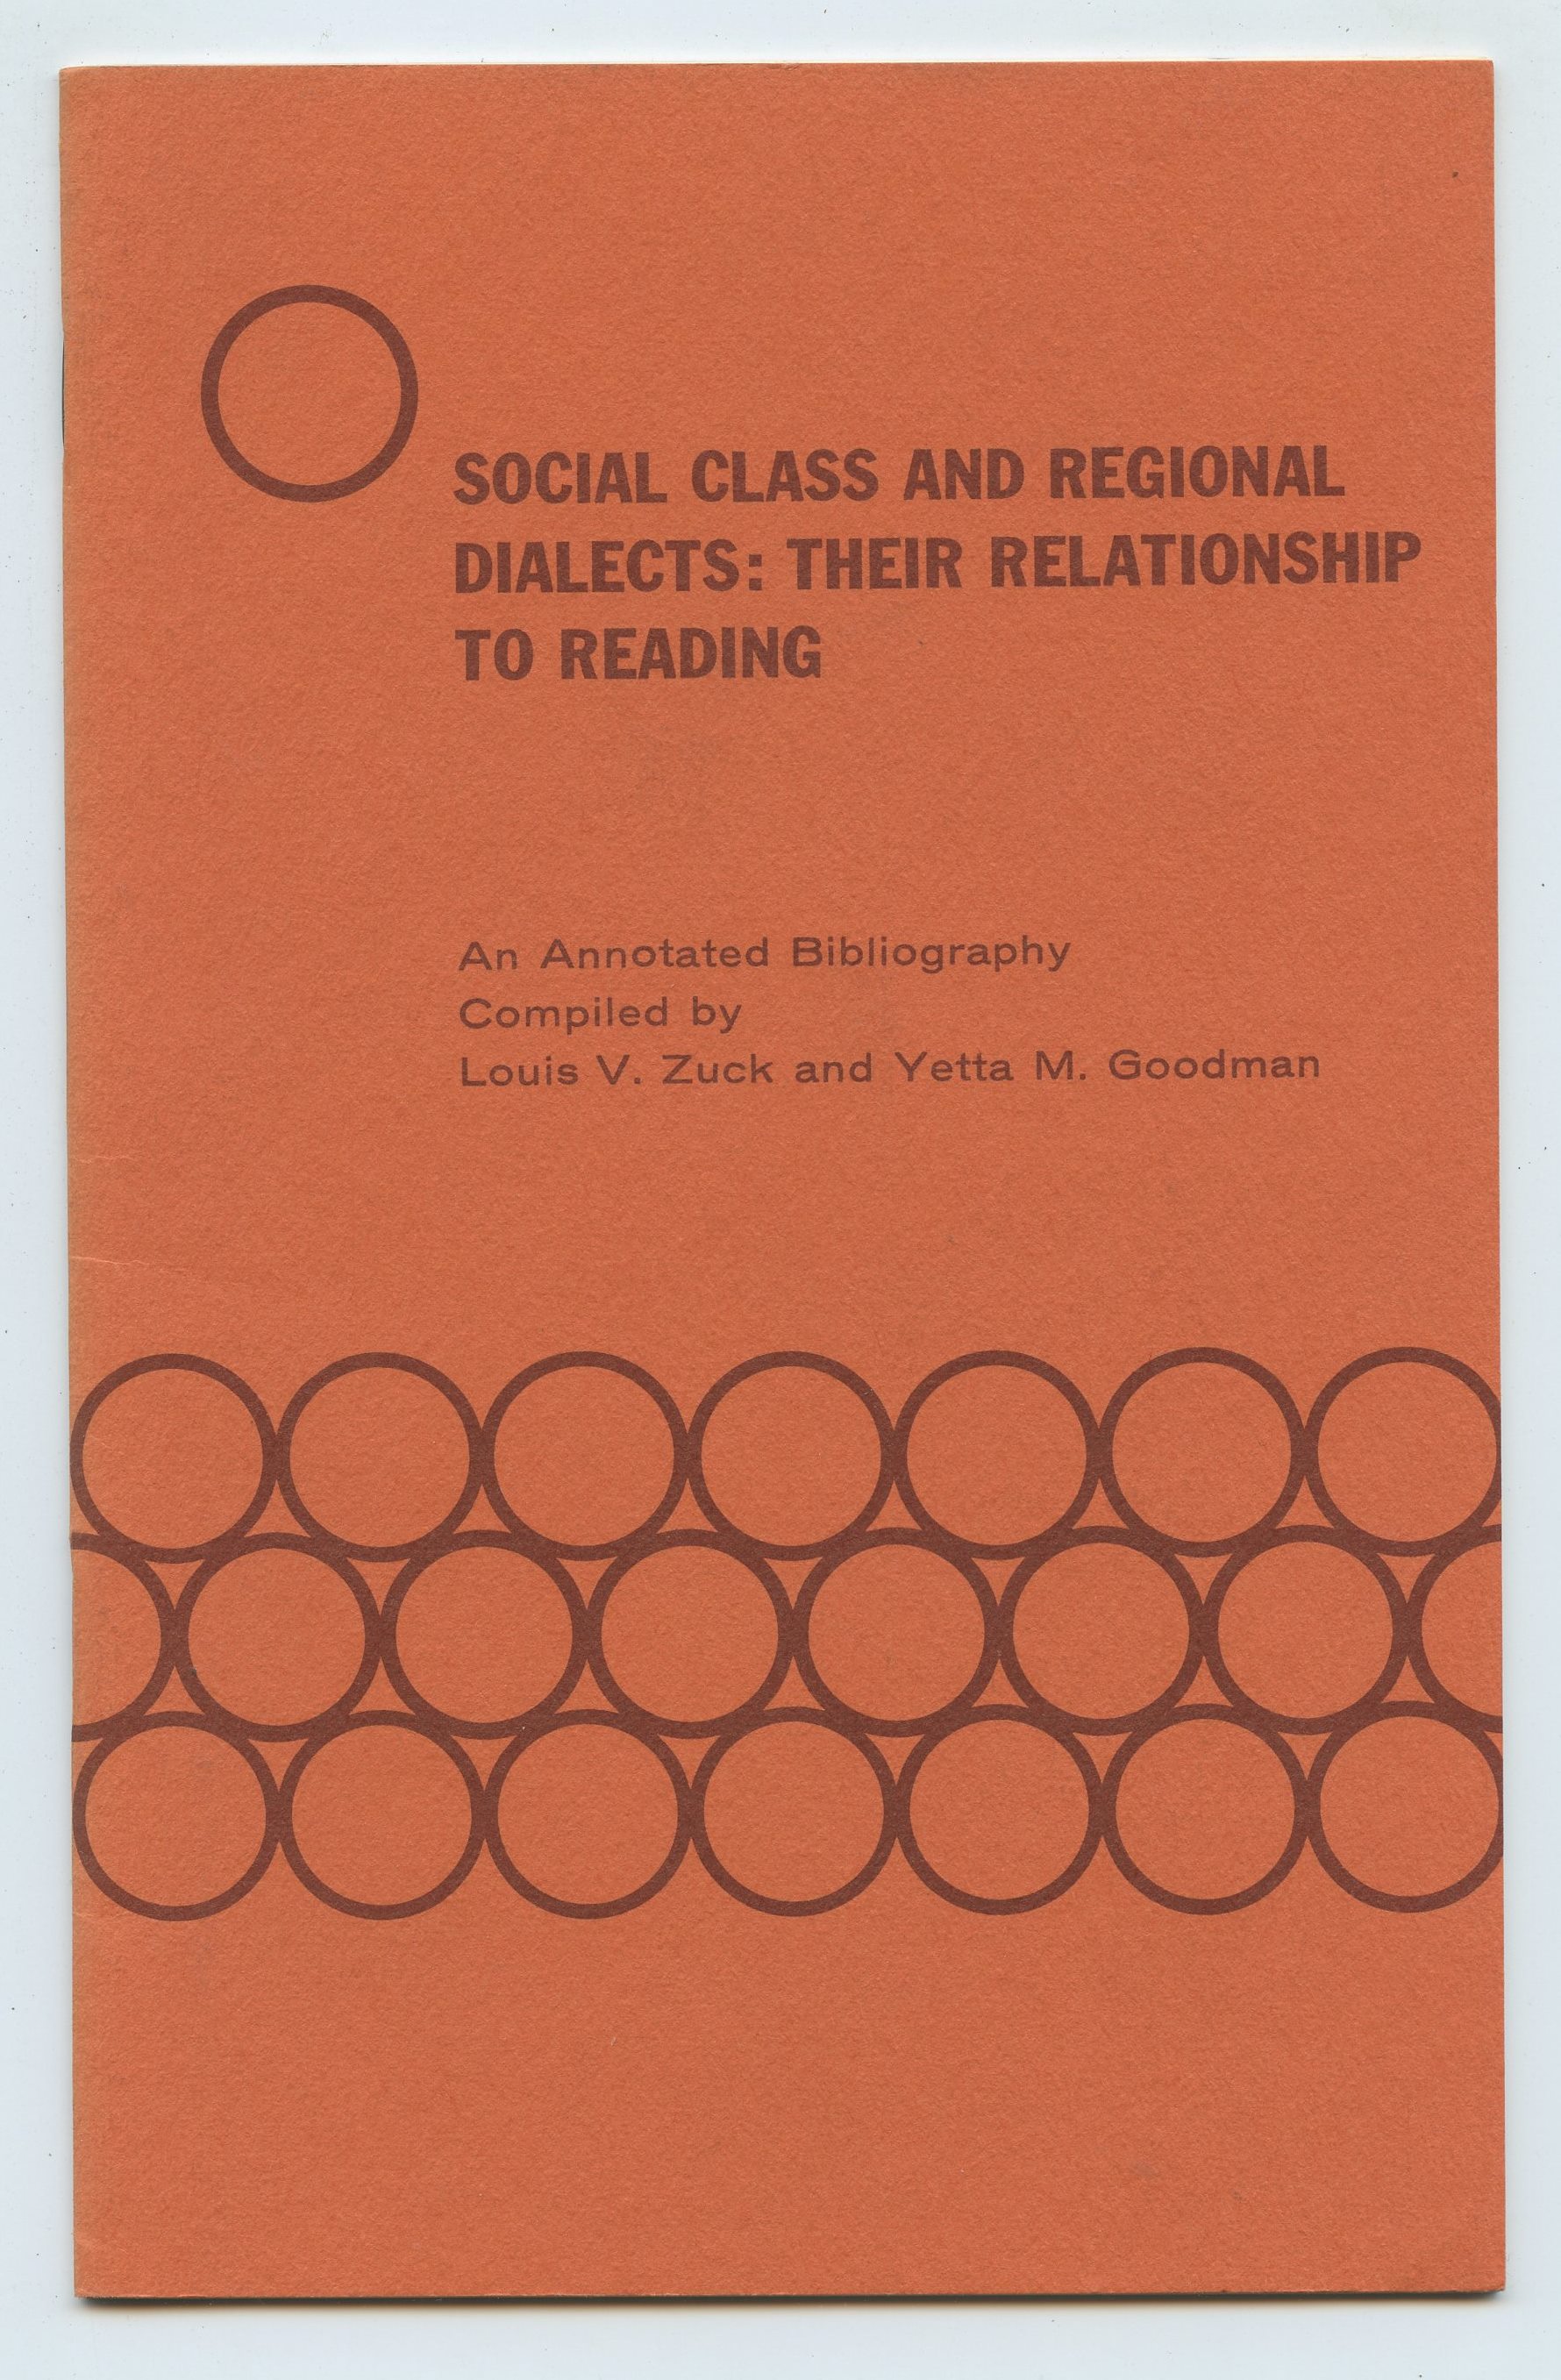 SOCIAL CLASS AND REGIONAL
DIALECTS: THEIR RELATIONSHIP
TO READING
An Annotated Bibliography
Compiled by
Louis V. Zuck and Yetta M. Goodman